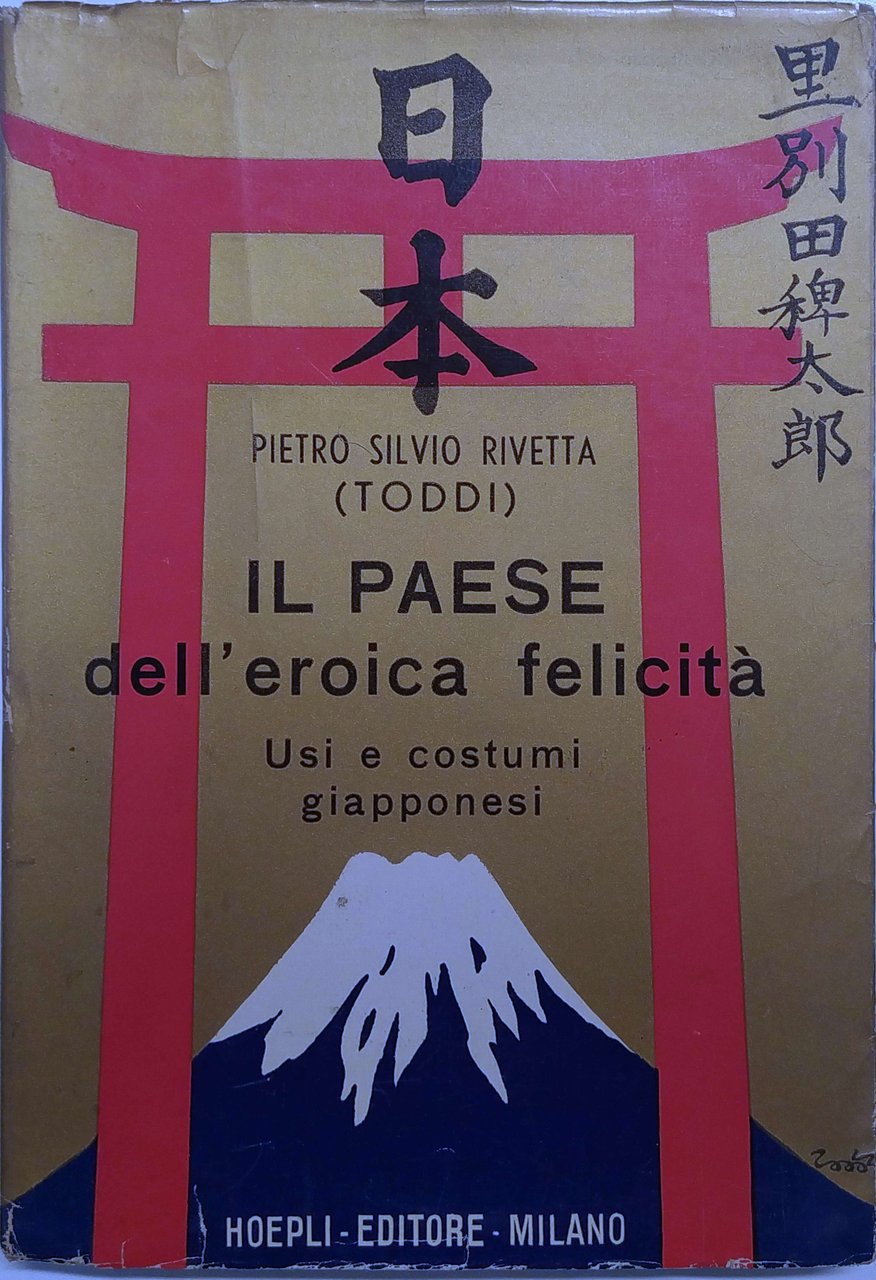 日本
里別田稗太郎
PIETRO SILVIO RIVETTA
(TODDI)
IL PAESE
dell'eroica felicità
Usi e costumi
giapponesi
HOEPLI-EDITORE-MILANO